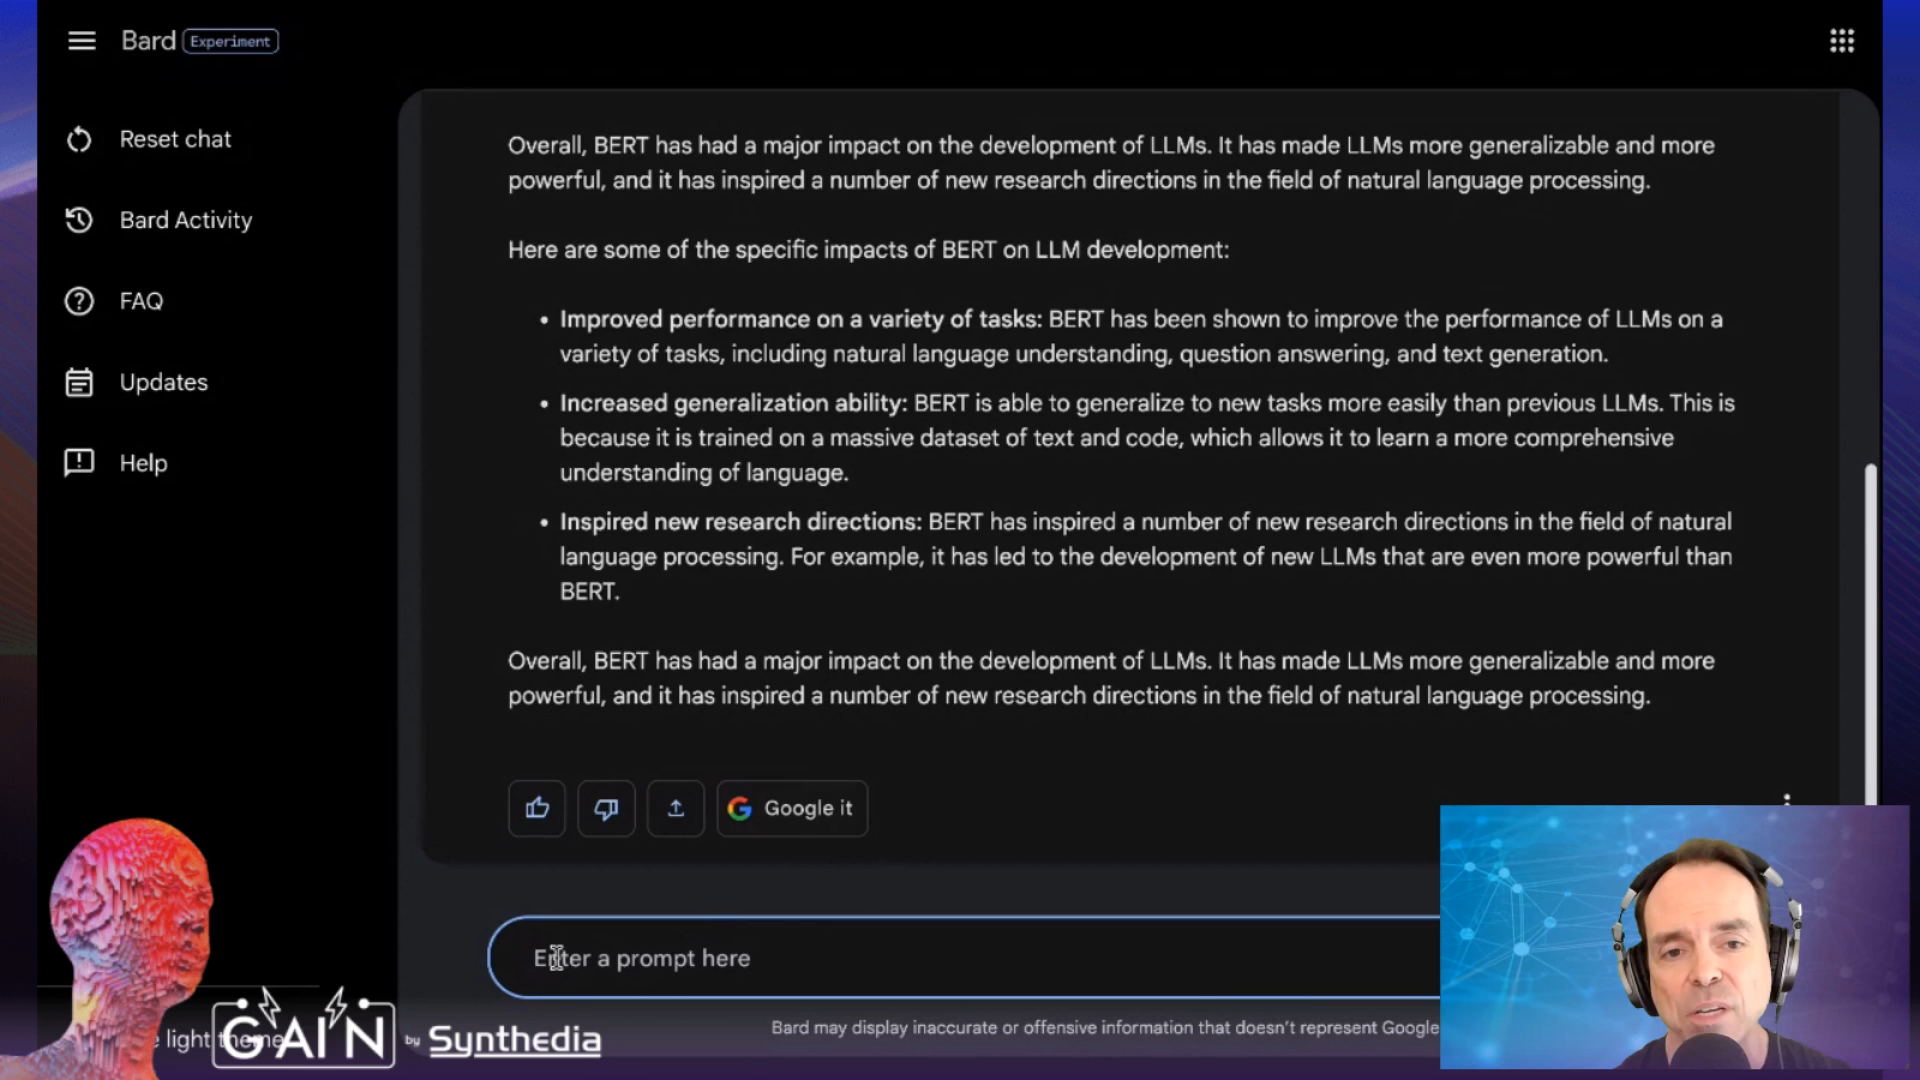 Bard Experiment
Reset chat
Bard Activity
FAQ
Updates
Help
Overall, BERT has had a major impact on the development of LLMs. It has made LLMs more generalizable and more
powerful, and it has inspired a number of new research directions in the field of natural language processing.
Here are some of the specific impacts of BERT on LLM development:
• Improved performance on a variety of tasks: BERT has been shown to improve the performance of LLMs on a
variety of tasks, including natural language understanding, question answering, and text generation.
• Increased generalization ability: BERT is able to generalize to new tasks more easily than previous LLMs. This is
because it is trained on a massive dataset of text and code, which allows it to learn a more comprehensive
understanding of language.
• Inspired new research directions: BERT has inspired a number of new research directions in the field of natural
language processing. For example, it has led to the development of new LLMs that are even more powerful than
BERT.
Overall, BERT has had a major impact on the development of LLMs. It has made LLMs more generalizable and more
powerful, and it has inspired a number of new research directions in the field of natural language processing.
Google it
Enter a prompt here
Bard may display inaccurate or offensive information that doesn't represent Google
light theme
GAIN by Synthedia